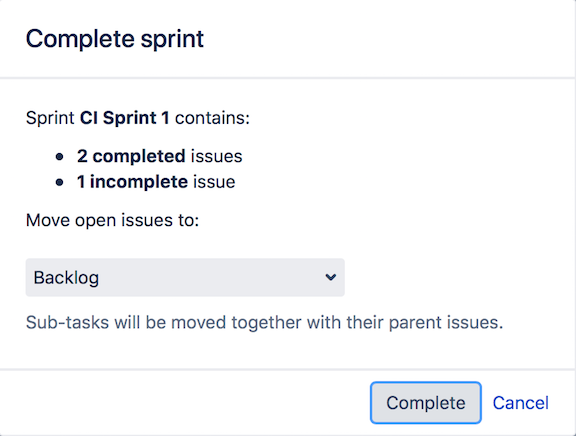 Complete sprint
Sprint CI Sprint 1 contains:
2 completed issues
1 incomplete issue
Move open issues to:
Backlog
Sub-tasks will be moved together with their parent issues.
Complete Cancel